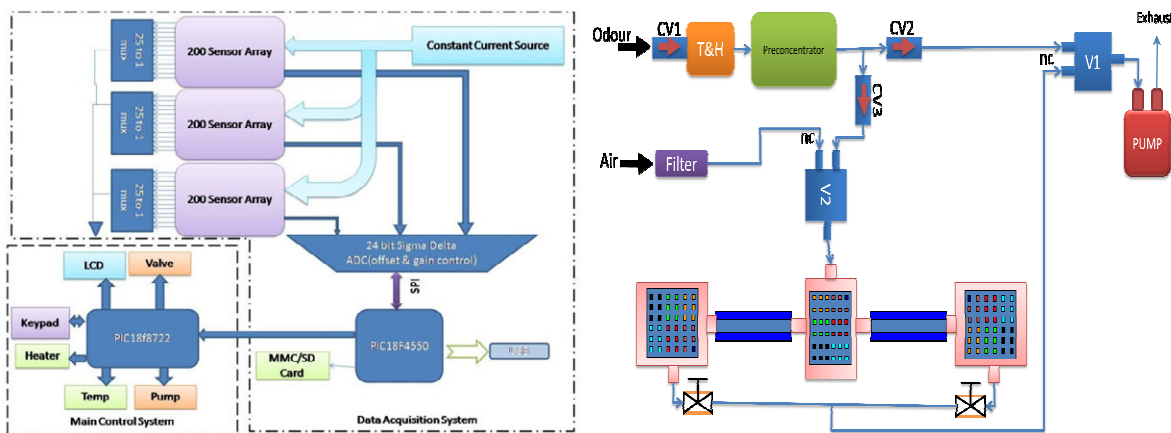 25 to 1
mux
200 Sensor Array
Constant Current Source
25 to 1
mux
200 Sensor Array
25 to 1
mux
200 Sensor Array
24 bit Sigma Delta
ADC(offset & gain control)
SPI
LCD
Valve
Keypad
PIC18f8722
Heater
Temp
Pump
Main Control System
PIC18F4550
MMC/SD
Card
Data Acquisition System
Odour
CV1
T&H
Preconcentrator
CV2
CV3
nc
V1
Exhaus
PUMP
Air
Filter
nc
V2